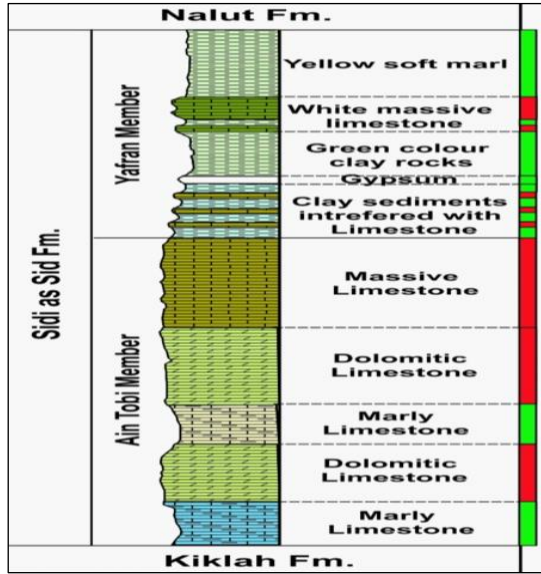 Nalut Fm.
Sidi as Sid Fm.
Yafran Member
Yellow soft marl
White massive
limestone
Green colour
clay rocks
Gypsum
Clay sediments
intrefered with
Limestone
Ain Tobi Member
Massive
Limestone
Dolomitic
Limestone
Marly
Limestone
Dolomitic
Limestone
Marly
Limestone
Kiklah Fm.